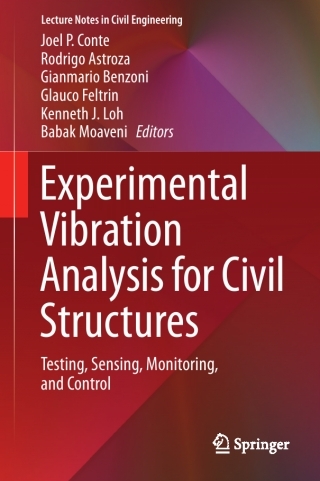 Lecture Notes in Civil Engineering
Joel P. Conte
Rodrigo Astroza
Gianmario Benzoni
Glauco Feltrin
Kenneth J. Loh
Babak Moaveni Editors
Experimental
Vibration
Analysis for Civil
Structures
Testing, Sensing, Monitoring,
and Control
Springer